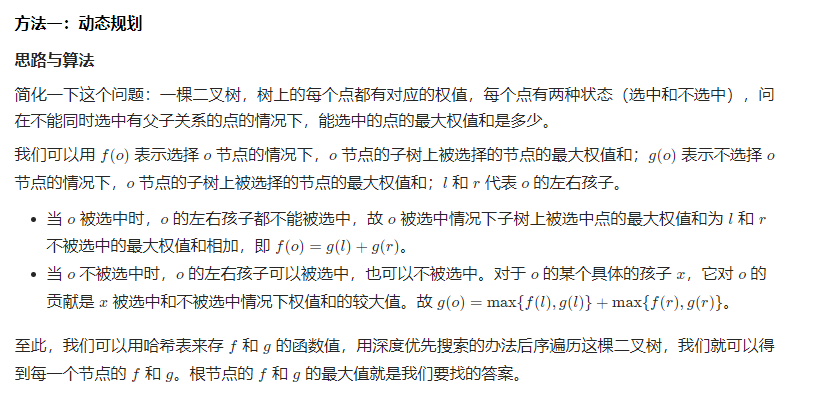 方法一：动态规划
思路与算法
简化一下这个问题：一棵二叉树，树上的每个点都有对应的权值，每个点有两种状态（选中和不选中），问
在不能同时选中有父子关系的点的情况下，能选中的点的最大权值和是多少。
我们可以用 f(o) 表示选择 o 节点的情况下，o 节点的子树上被选择的节点的最大权值和；g(o) 表示不选择 o
节点的情况下，o 节点的子树上被选择的节点的最大权值和；l 和 r 代表 o 的左右孩子。
• 当 o 被选中时，o 的左右孩子都不能被选中，故 o 被选中情况下子树上被选中点的最大权值和为 l 和 r
不被选中的最大权值和相加，即 f(o) = g(l) + g(r)。
• 当 o 不被选中时，o 的左右孩子可以被选中，也可以不被选中。对于 o 的某个具体的孩子 x，它对 o 的
贡献是 x 被选中和不被选中情况下权值和的较大值。故 g(o) = max{f(l), g(l)} + max{f(r), g(r)}。
至此，我们可以用哈希表来存 f 和 g 的函数值，用深度优先搜索的办法后序遍历这棵二叉树，我们就可以得
到每一个节点的 f 和 g。根节点的 f 和 g 的最大值就是我们要找的答案。